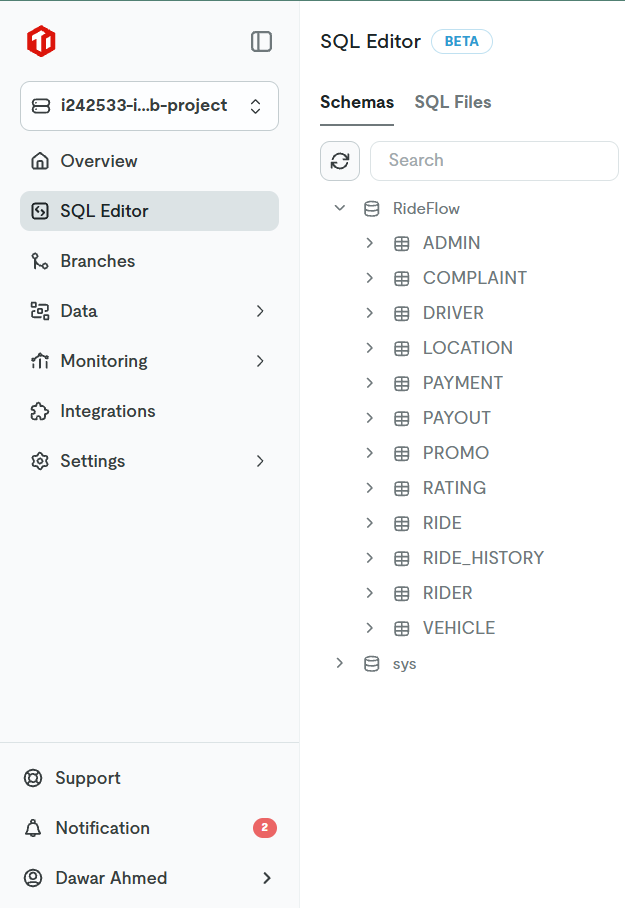 i242533-i...b-project
Overview
SQL Editor
Branches
Data
Monitoring
Integrations
Settings
Support
Notification 2
Dawar Ahmed
SQL Editor BETA
Schemas SQL Files
Search
RideFlow
ADMIN
COMPLAINT
DRIVER
LOCATION
PAYMENT
PAYOUT
PROMO
RATING
RIDE
RIDE_HISTORY
RIDER
VEHICLE
sys